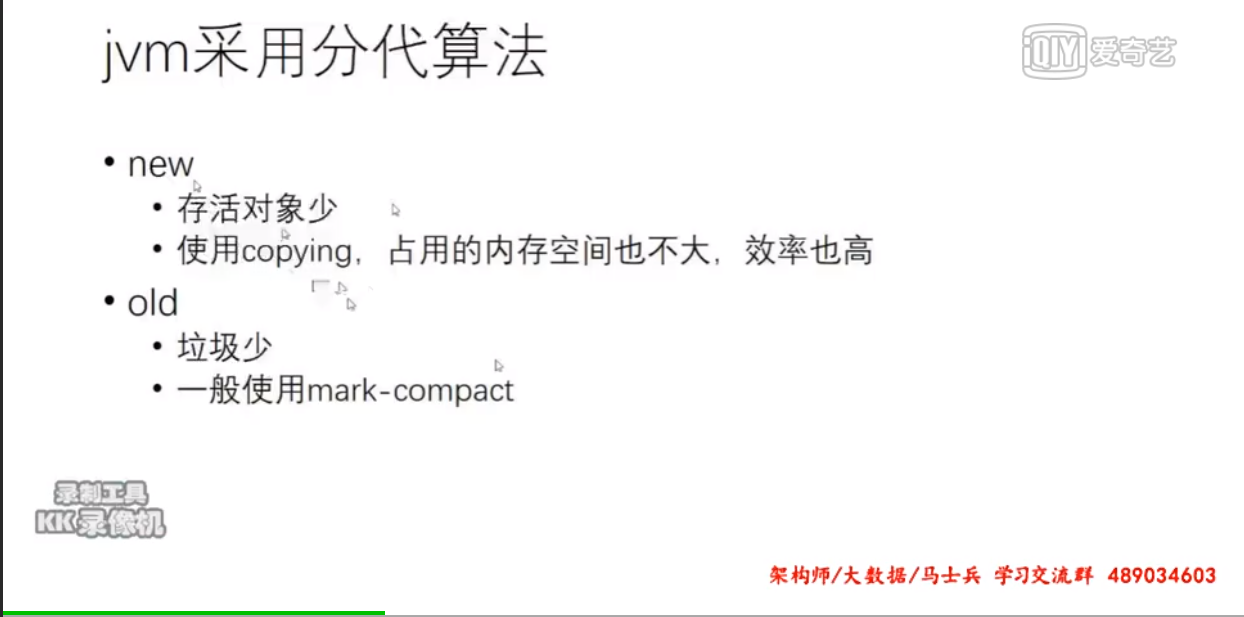 jvm采用分代算法
iQIYI 爱奇艺
• new
• 存活对象少
• 使用copying，占用的内存空间也不大，效率也高
• old
• 垃圾少
• 一般使用mark-compact
录制工具
KK录像机
架构师/大数据/马士兵 学习交流群 489034603